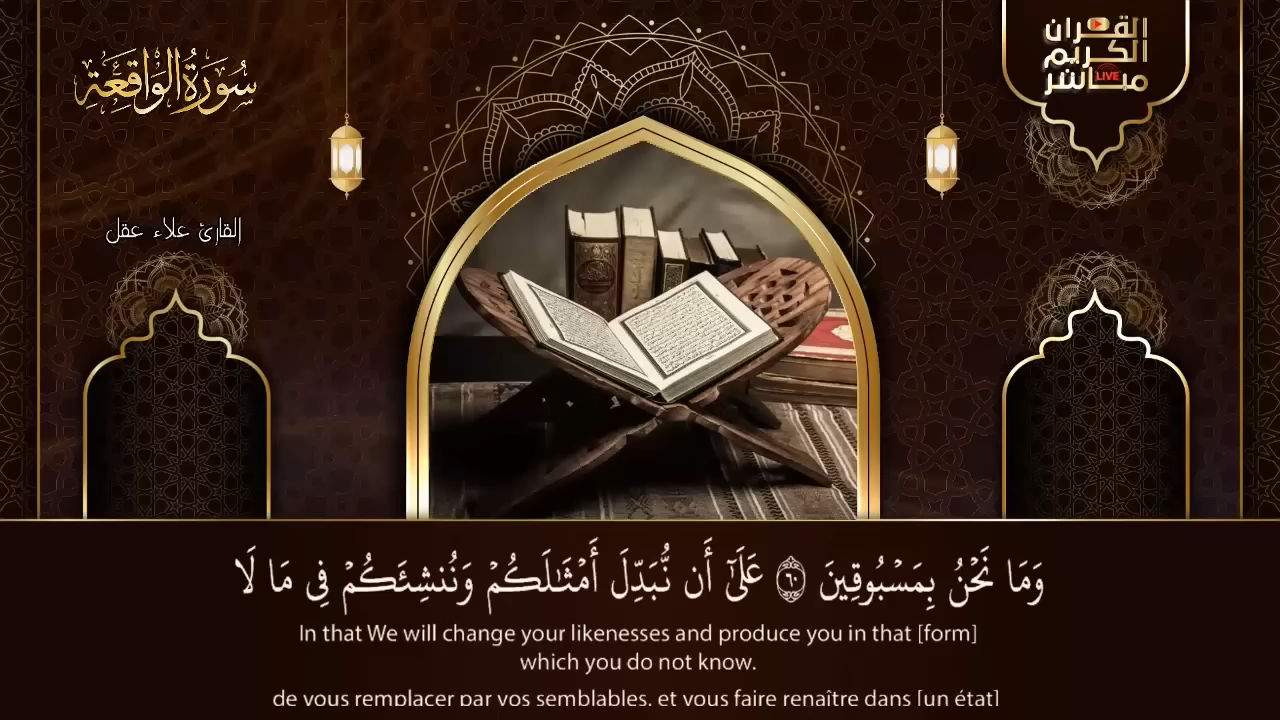 سُورَةُ الْوَاقِعَةِ
القرآن
الكريم
مباشر
LIVE
القارئ علاء عقل
وَمَا نَحْنُ بِمَسْبُوقِينَ ٦٠ عَلَىٰٓ أَن نُّبَدِّلَ أَمْثَـٰلَكُمْ وَنُنشِئَكُمْ فِى مَا لَا
In that We will change your likenesses and produce you in that [form]
which you do not know.
de vous remplacer par vos semblables, et vous faire renaître dans [un état]